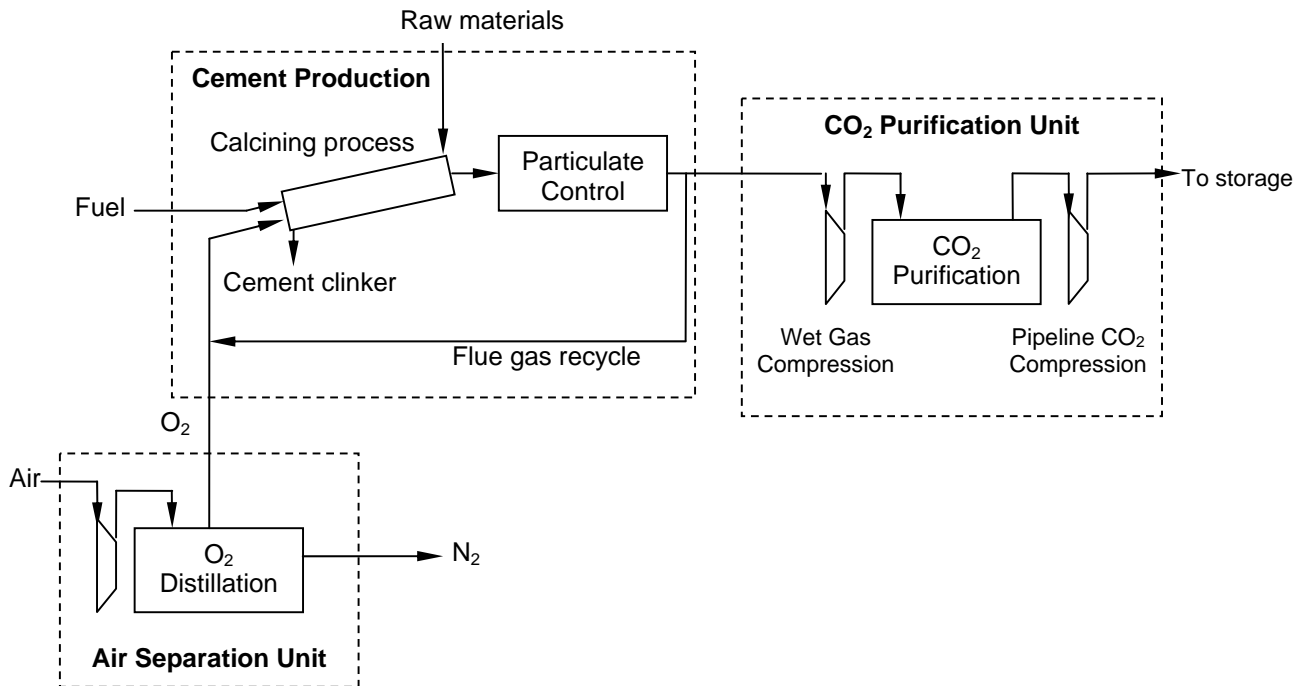 Raw materials
Cement Production
Calcining process
Particulate
Control
Fuel
Cement clinker
Flue gas recycle
CO₂ Purification Unit
To storage
CO₂
Purification
Wet Gas
Compression
Pipeline CO₂
Compression
O₂
Air
O₂
Distillation
N₂
Air Separation Unit